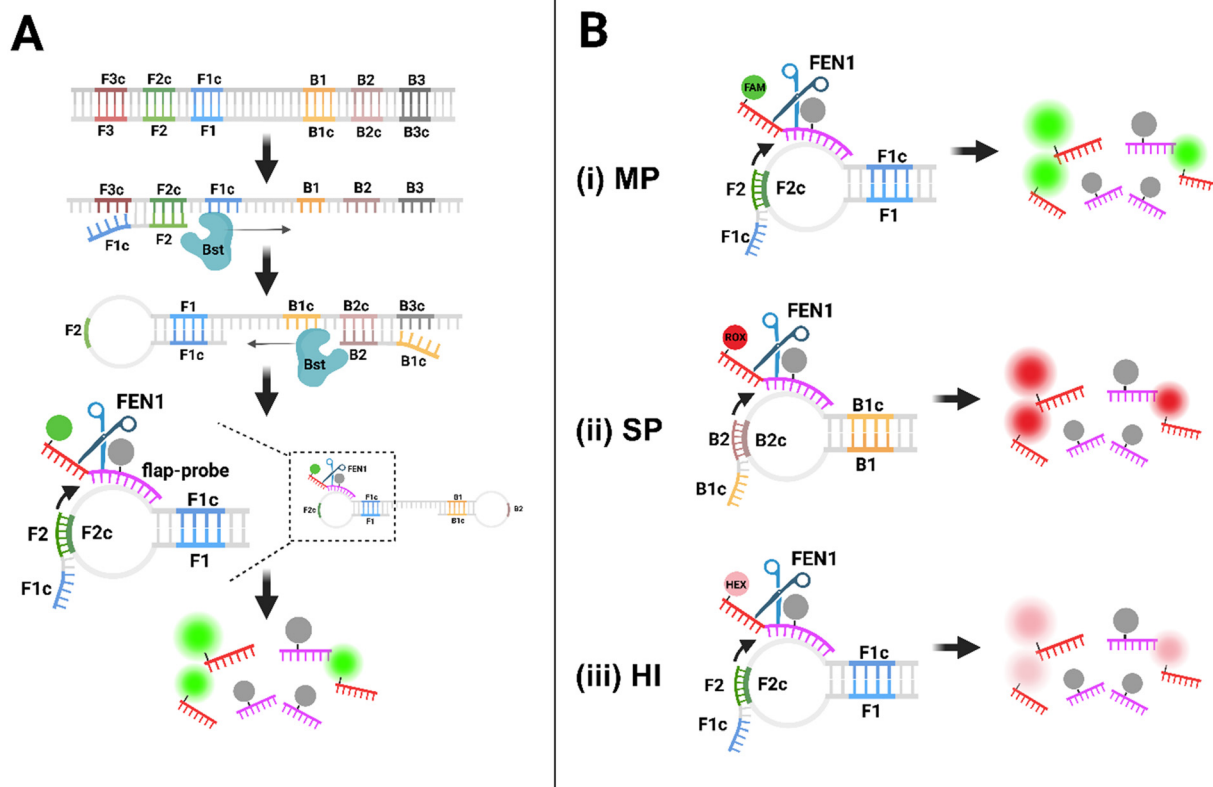 A
F3c F2c F1c B1 B2 B3
F3 F2 F1 B1c B2c B3c
F3c F2c F1c B1 B2 B3
F1c F2 Bst
F1 B1c B2c B3c
F2
F1c Bst B2 B1c
FEN1
flap-probe
F1c
F2 F2c
F1
F1c
FEN1
F1c B1
F2c B2
F1 B1c
B
FEN1
FAM
(i) MP
F1c
F2 F2c
F1
F1c
FEN1
ROX
(ii) SP
B1c
B2 B2c
B1
B1c
FEN1
HEX
(iii) HI
F1c
F2 F2c
F1
F1c